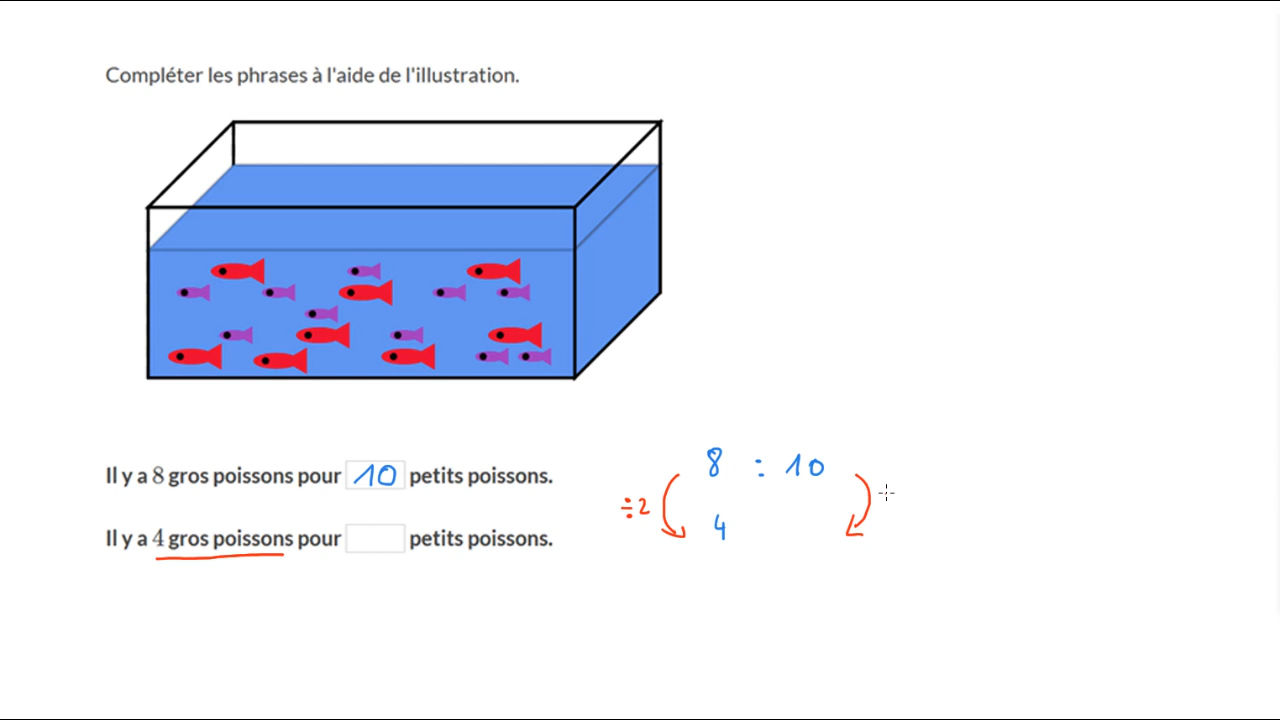 Compléter les phrases à l'aide de l'illustration.
Il y a 8 gros poissons pour 10 petits poissons.
8 : 10
÷2
4
Il y a 4 gros poissons pour petits poissons.